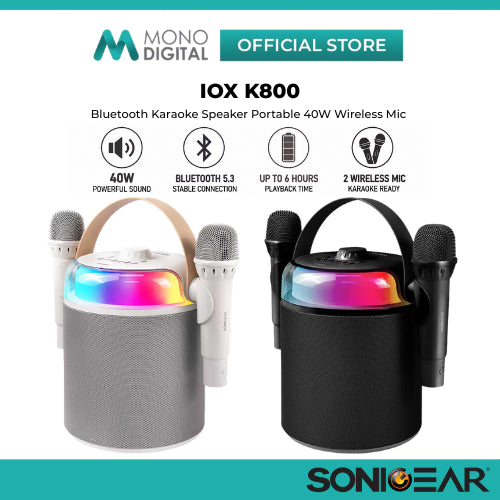 MONO
DIGITAL
OFFICIAL STORE
IOX K800
Bluetooth Karaoke Speaker Portable 40W Wireless Mic
40W
POWERFUL SOUND
BLUETOOTH 5.3
STABLE CONNECTION
UP TO 6 HOURS
PLAYBACK TIME
2 WIRELESS MIC
KARAOKE READY
SONICGEAR